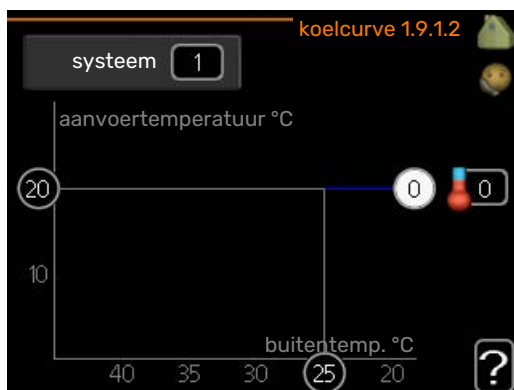 koelcurve 1.9.1.2
systeem 1
aanvoertemperatuur °C
20 0 0
10
buitentemp. °C
40 35 30 25 20
?